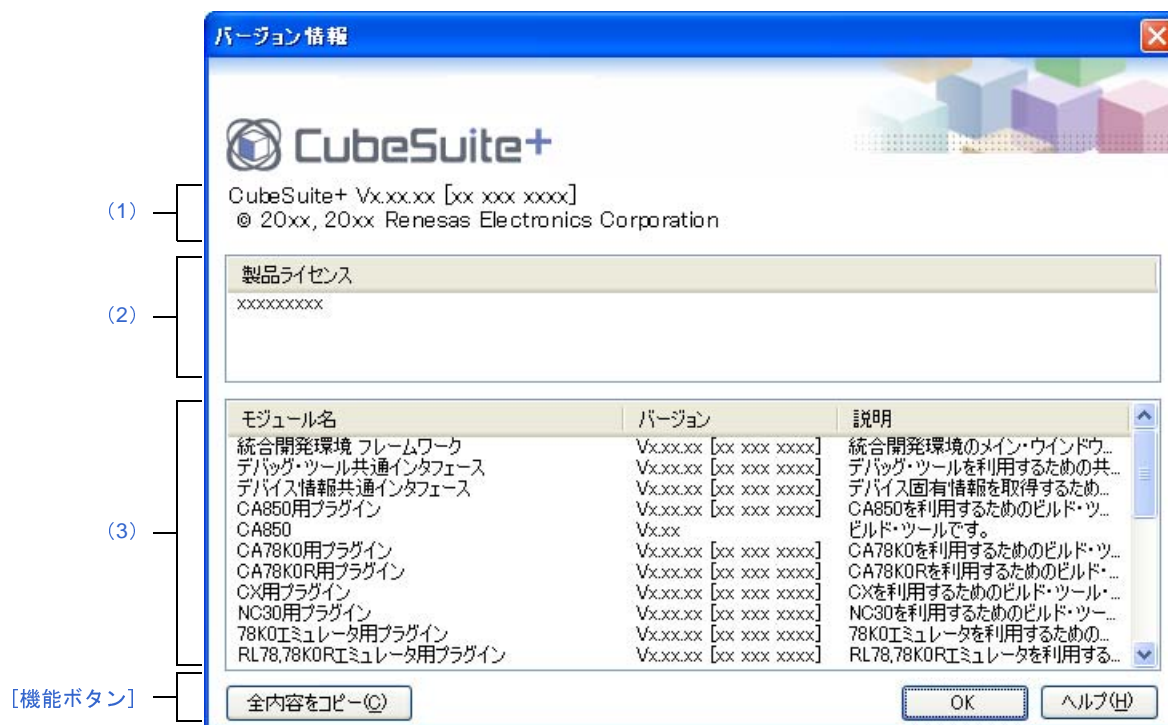 バージョン情報
CubeSuite+
(1)
CubeSuite+ Vx.xx.xx [xx xxx xxxx]
© 20xx, 20xx Renesas Electronics Corporation
(2)
製品ライセンス
xxxxxxxxx
(3)
モジュール名 バージョン 説明
統合開発環境 フレームワーク Vx.xx.xx [xx xxx xxxx] 統合開発環境のメイン・ウインドウ...
デバッグ・ツール共通インタフェース Vx.xx.xx [xx xxx xxxx] デバッグ・ツールを利用するための共...
デバイス情報共通インタフェース Vx.xx.xx [xx xxx xxxx] デバイス固有情報を取得するため...
CA850用プラグイン Vx.xx.xx [xx xxx xxxx] CA850を利用するためのビルド・ツ...
CA850 Vx.xx ビルド・ツールです。
CA78K0用プラグイン Vx.xx.xx [xx xxx xxxx] CA78K0を利用するためのビルド・ツ...
CA78K0R用プラグイン Vx.xx.xx [xx xxx xxxx] CA78K0Rを利用するためのビルド・...
CX用プラグイン Vx.xx.xx [xx xxx xxxx] CXを利用するためのビルド・ツール・...
NC30用プラグイン Vx.xx.xx [xx xxx xxxx] NC30を利用するためのビルド・ツー...
78K0エミュレータ用プラグイン Vx.xx.xx [xx xxx xxxx] 78K0エミュレータを利用するための...
RL78,78K0Rエミュレータ用プラグイン Vx.xx.xx [xx xxx xxxx] RL78,78K0Rエミュレータを利用する...
[機能ボタン]
全内容をコピー(C) OK ヘルプ(H)